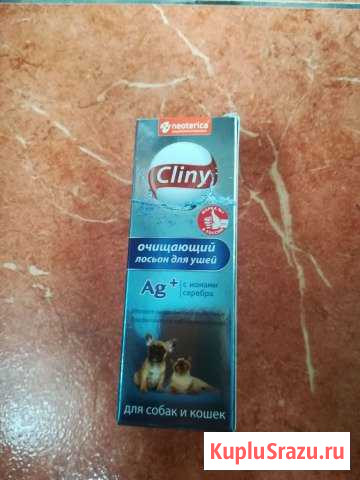 neoterica
Cliny
очищающий
лосьон для ушей
Ag+
с ионами
серебра
для собак и кошек
KupluSrazu.ru